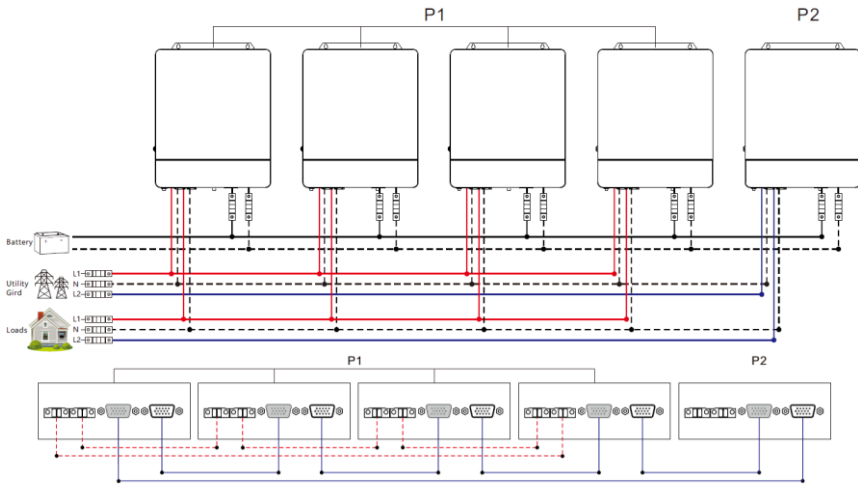 P1 P2
Battery
L1
Utility N
Gird L2
L1
Loads N
L2
P1 P2